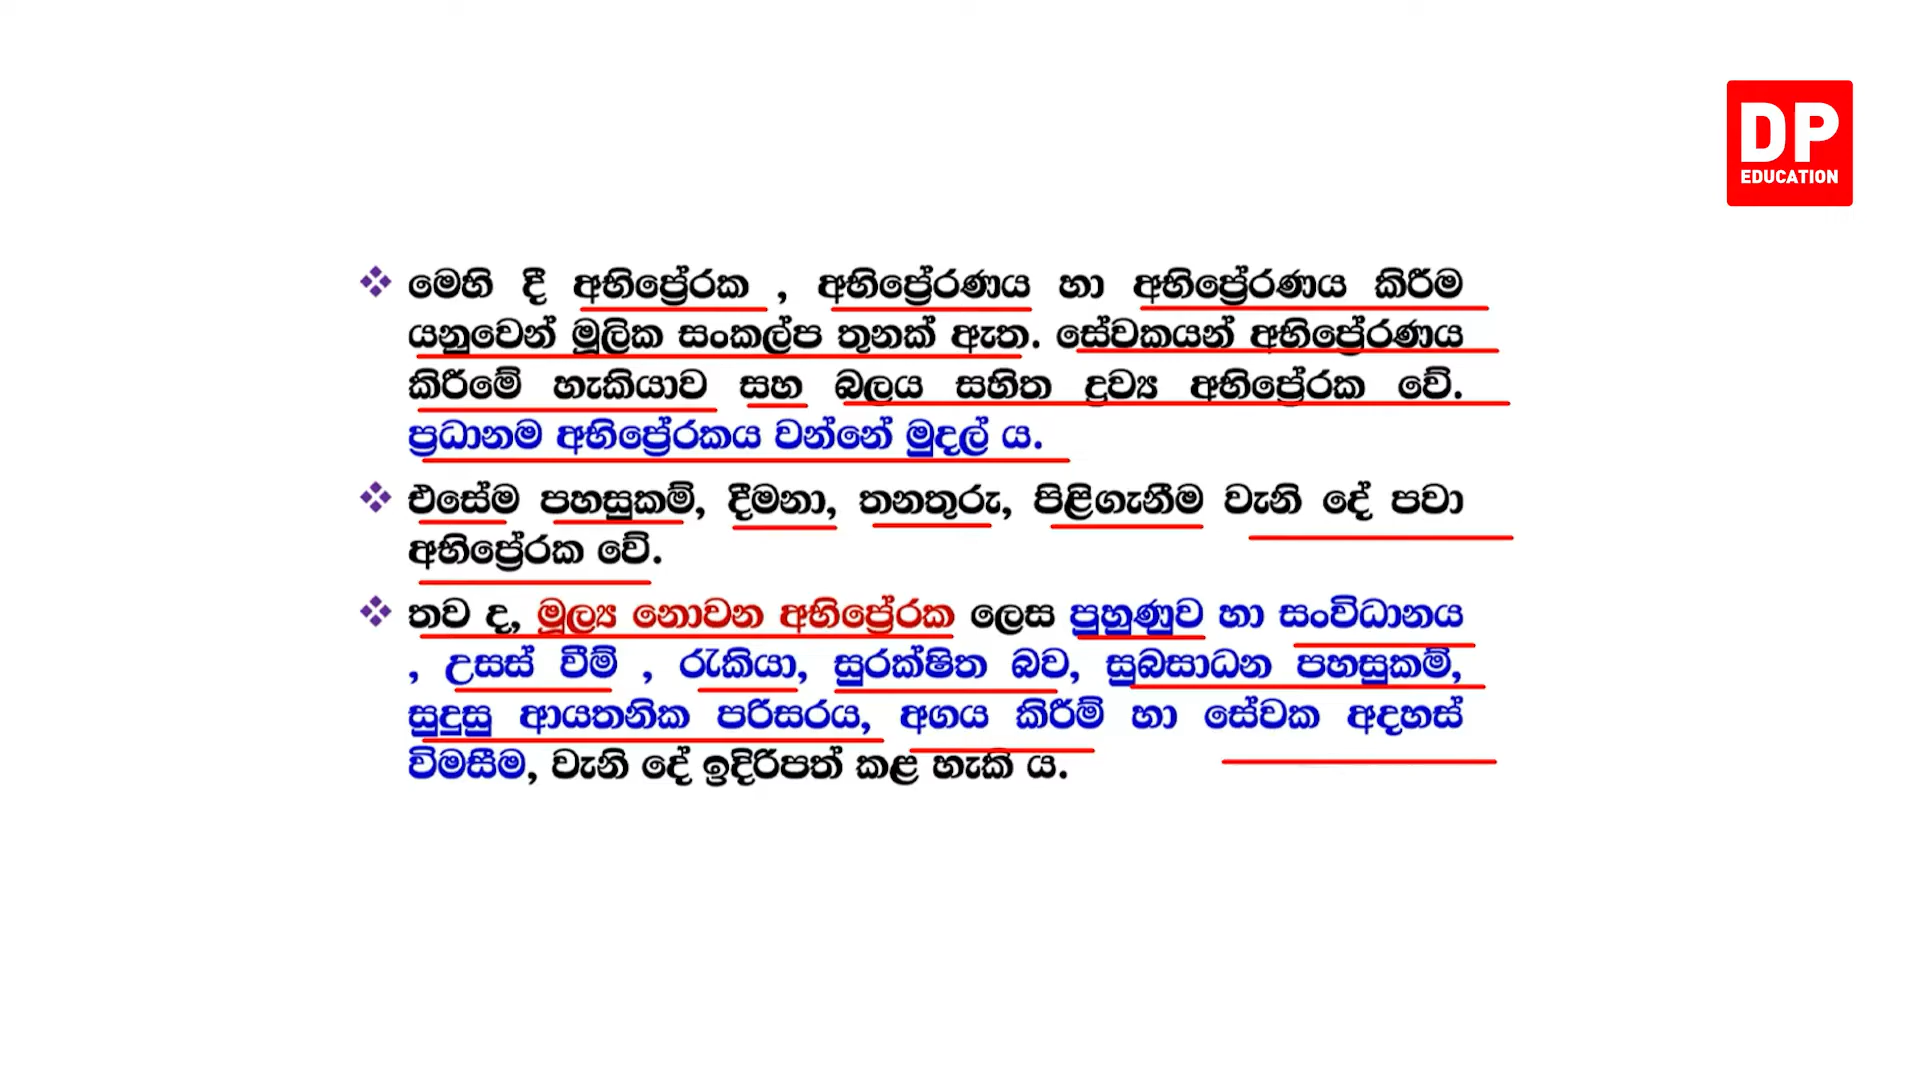 DP
EDUCATION
මෙහි දී අභිප්‍රේරක , අභිප්‍රේරණය හා අභිප්‍රේරණය කිරීම
යනුවෙන් මූලික සංකල්ප තුනක් ඇත. සේවකයන් අභිප්‍රේරණය
කිරීමේ හැකියාව සහ බලය සහිත ද්‍රව්‍ය අභිප්‍රේරක වේ.
ප්‍රධානම අභිප්‍රේරකය වන්නේ මුදල් ය.
එසේම පහසුකම්, දීමනා, තනතුරු, පිළිගැනීම වැනි දේ පවා
අභිප්‍රේරක වේ.
තව ද, මූල්‍ය නොවන අභිප්‍රේරක ලෙස පුහුණුව හා සංවිධානය
, උසස් වීම් , රැකියා, සුරක්ෂිත බව, සුබසාධන පහසුකම්,
සුදුසු ආයතනික පරිසරය, අගය කිරීම් හා සේවක අදහස්
විමසීම, වැනි දේ ඉදිරිපත් කළ හැකි ය.